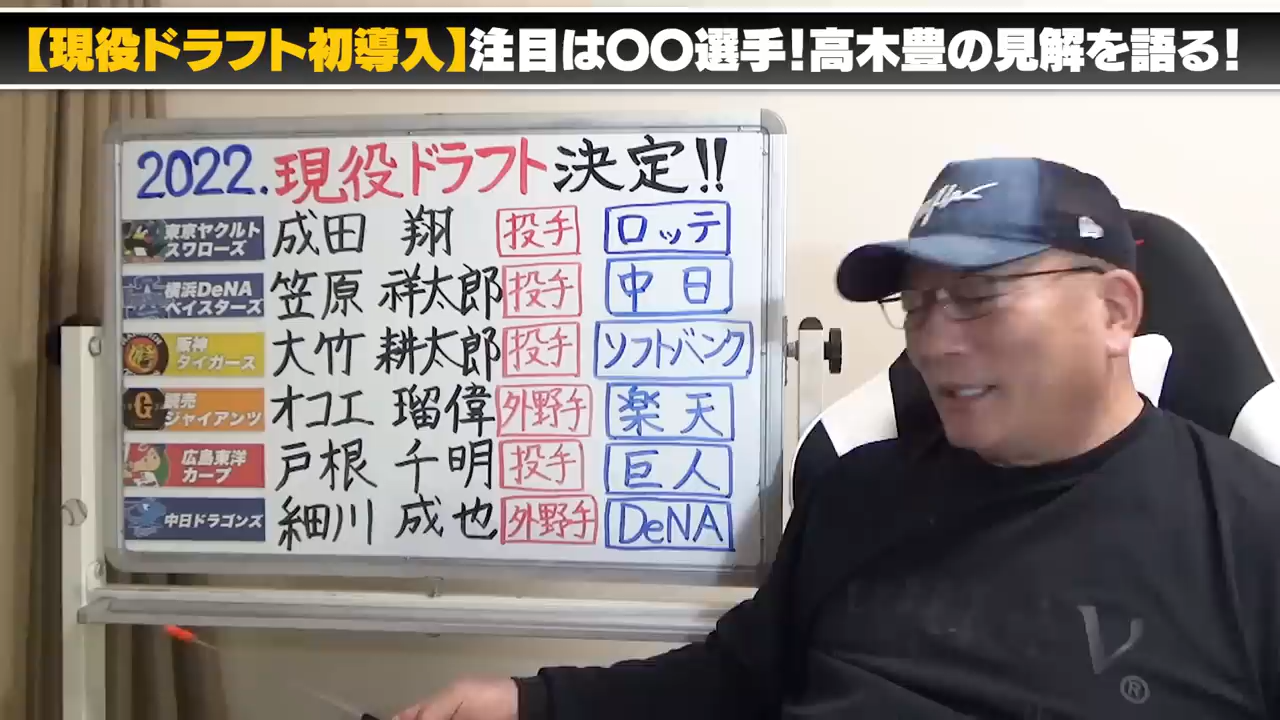 【現役ドラフト初導入】注目は〇〇選手!高木豊の見解を語る!
2022.現役ドラフト決定!!
東京ヤクルト
スワローズ 成田 翔 投手 ロッテ
横浜DeNA
ベイスターズ 笠原 祥太郎 投手 中日
阪神
タイガース 大竹 耕太郎 投手 ソフトバンク
読売
ジャイアンツ オコエ 瑠偉 外野手 楽天
広島東洋
カープ 戸根 千明 投手 巨人
中日ドラゴンズ 細川 成也 外野手 DeNA
V
®